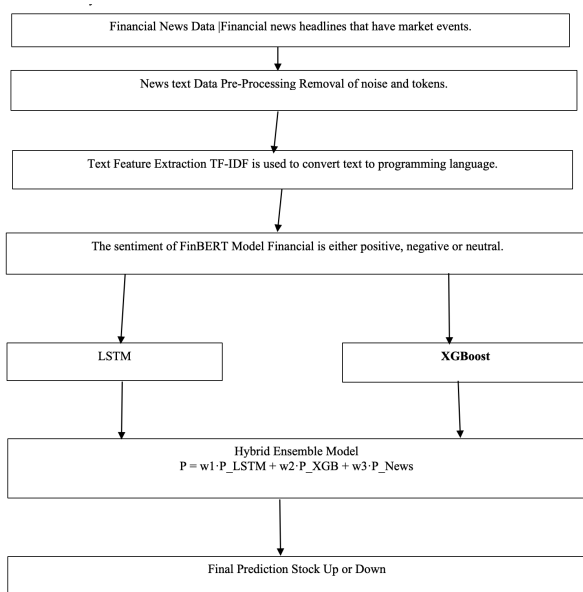 Financial News Data |Financial news headlines that have market events.
News text Data Pre-Processing Removal of noise and tokens.
Text Feature Extraction TF-IDF is used to convert text to programming language.
The sentiment of FinBERT Model Financial is either positive, negative or neutral.
LSTM
XGBoost
Hybrid Ensemble Model
P = w1·P_LSTM + w2·P_XGB + w3·P_News
Final Prediction Stock Up or Down